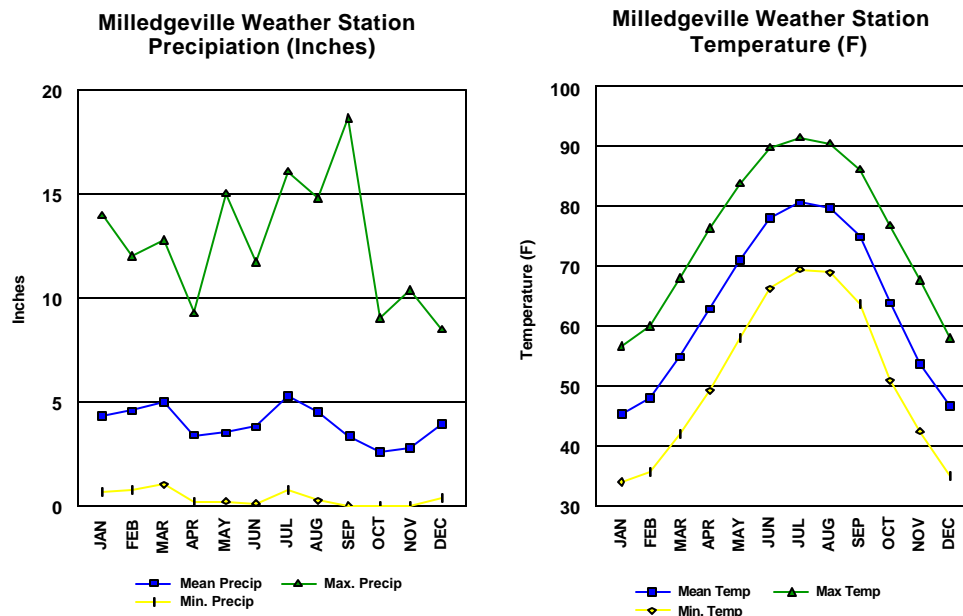 Milledgeville Weather Station
Precipiation (Inches)
20
15
10
5
0
Inches
JAN
FEB
MAR
APR
MAY
JUN
JUL
AUG
SEP
OCT
NOV
DEC
Mean Precip
Max. Precip
Min. Precip
Milledgeville Weather Station
Temperature (F)
100
90
80
70
60
50
40
30
Temperature (F)
JAN
FEB
MAR
APR
MAY
JUN
JUL
AUG
SEP
OCT
NOV
DEC
Mean Temp
Max Temp
Min. Temp